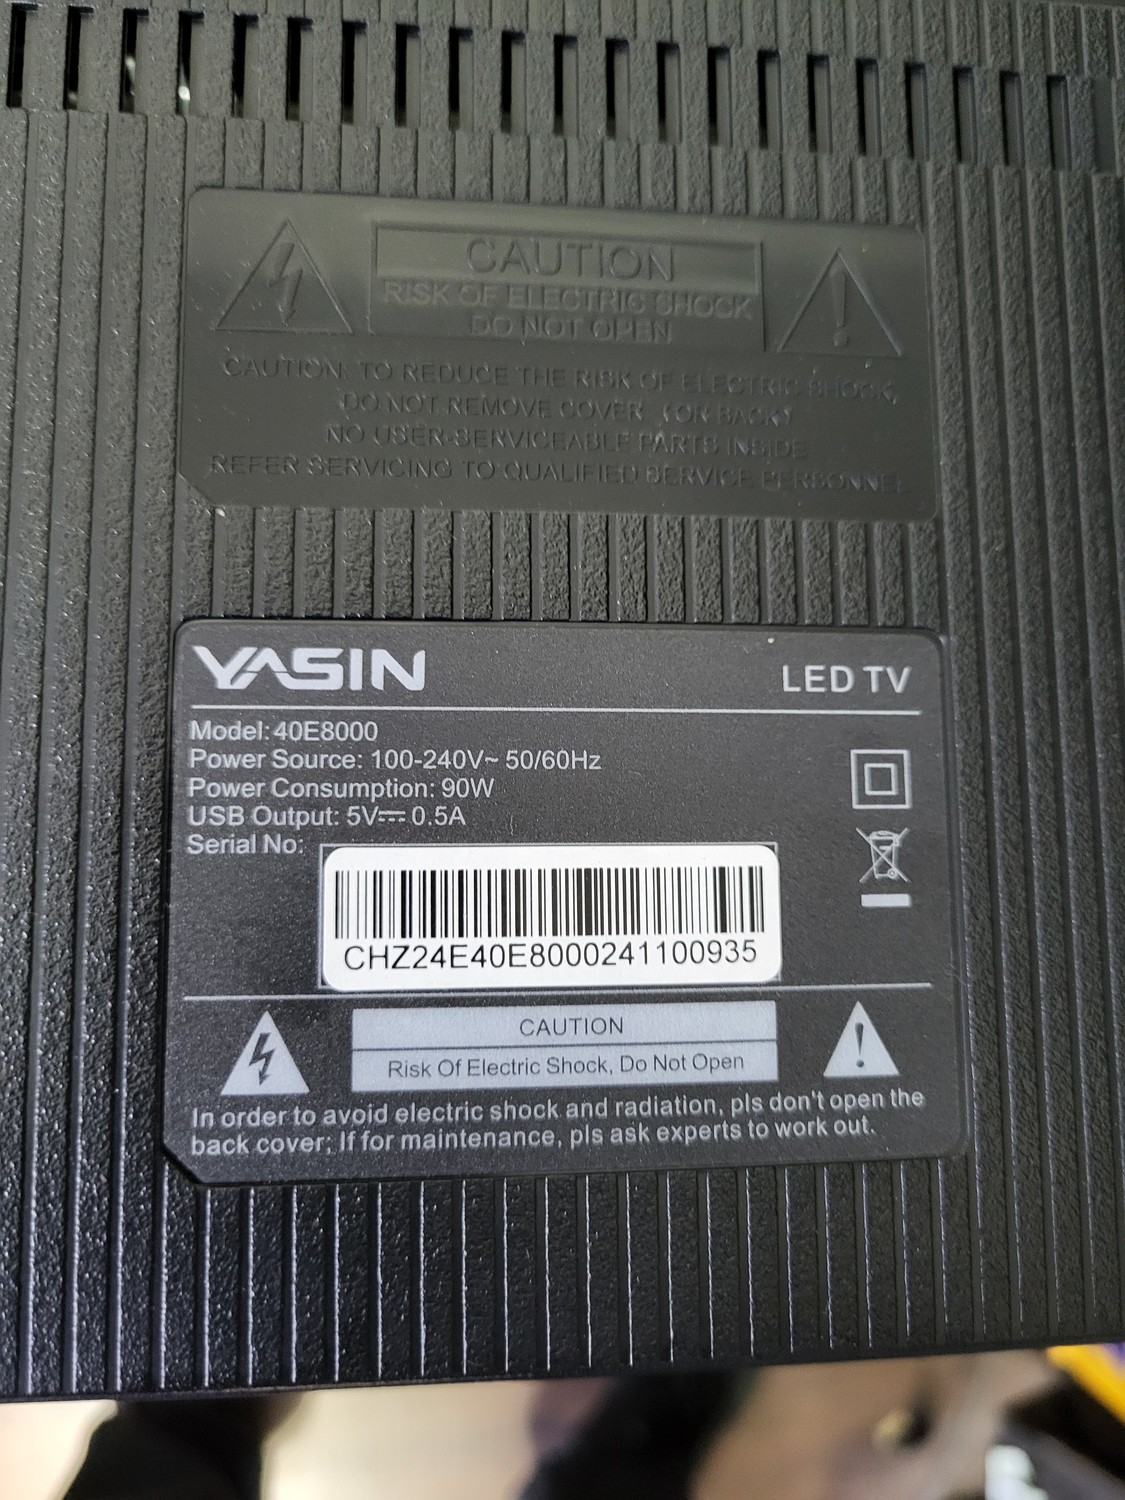 CAUTION
RISK OF ELECTRIC SHOCK
DO NOT OPEN
CAUTION: TO REDUCE THE RISK OF ELECTRIC SHOCK,
DO NOT REMOVE COVER (OR BACK)
NO USER-SERVICEABLE PARTS INSIDE
REFER SERVICING TO QUALIFIED SERVICE PERSONNEL
YASIN
LED TV
Model: 40E8000
Power Source: 100-240V~ 50/60Hz
Power Consumption: 90W
USB Output: 5V⎓ 0.5A
Serial No:
CHZ24E40E8000241100935
CAUTION
Risk Of Electric Shock, Do Not Open
In order to avoid electric shock and radiation, pls don't open the
back cover; If for maintenance, pls ask experts to work out.